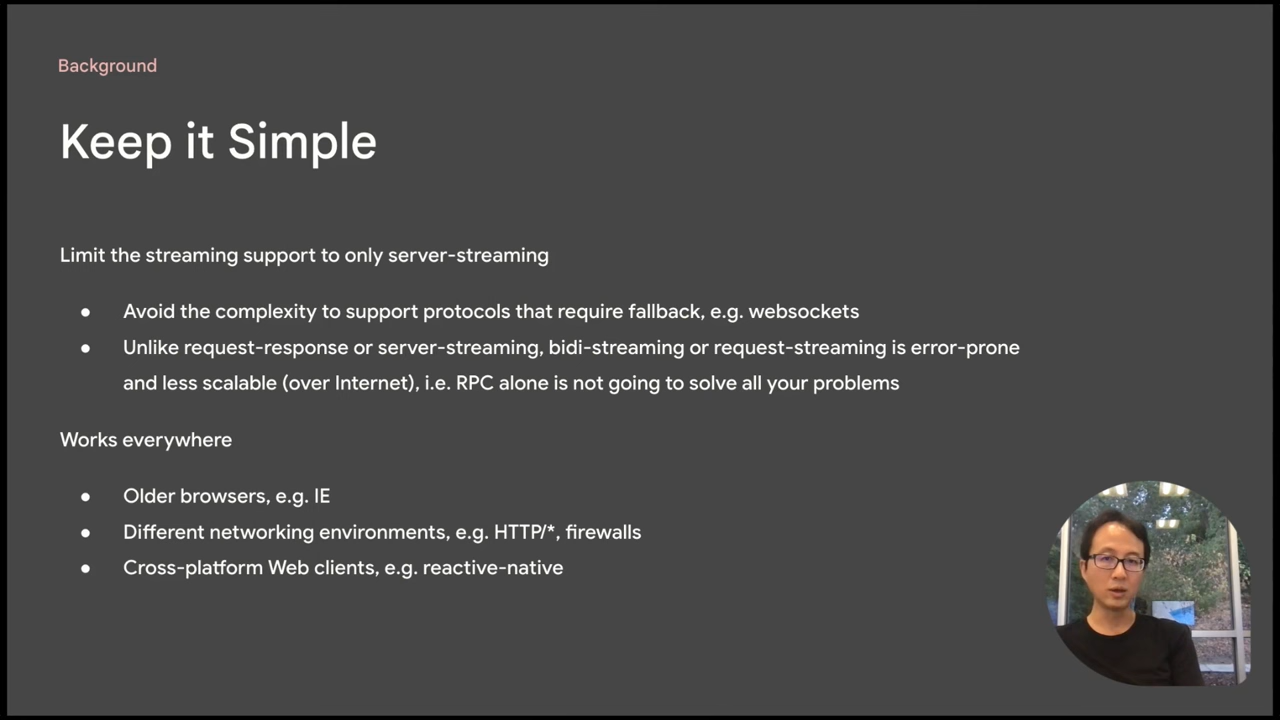 Background
Keep it Simple
Limit the streaming support to only server-streaming
● Avoid the complexity to support protocols that require fallback, e.g. websockets
● Unlike request-response or server-streaming, bidi-streaming or request-streaming is error-prone
and less scalable (over Internet), i.e. RPC alone is not going to solve all your problems
Works everywhere
● Older browsers, e.g. IE
● Different networking environments, e.g. HTTP/*, firewalls
● Cross-platform Web clients, e.g. reactive-native